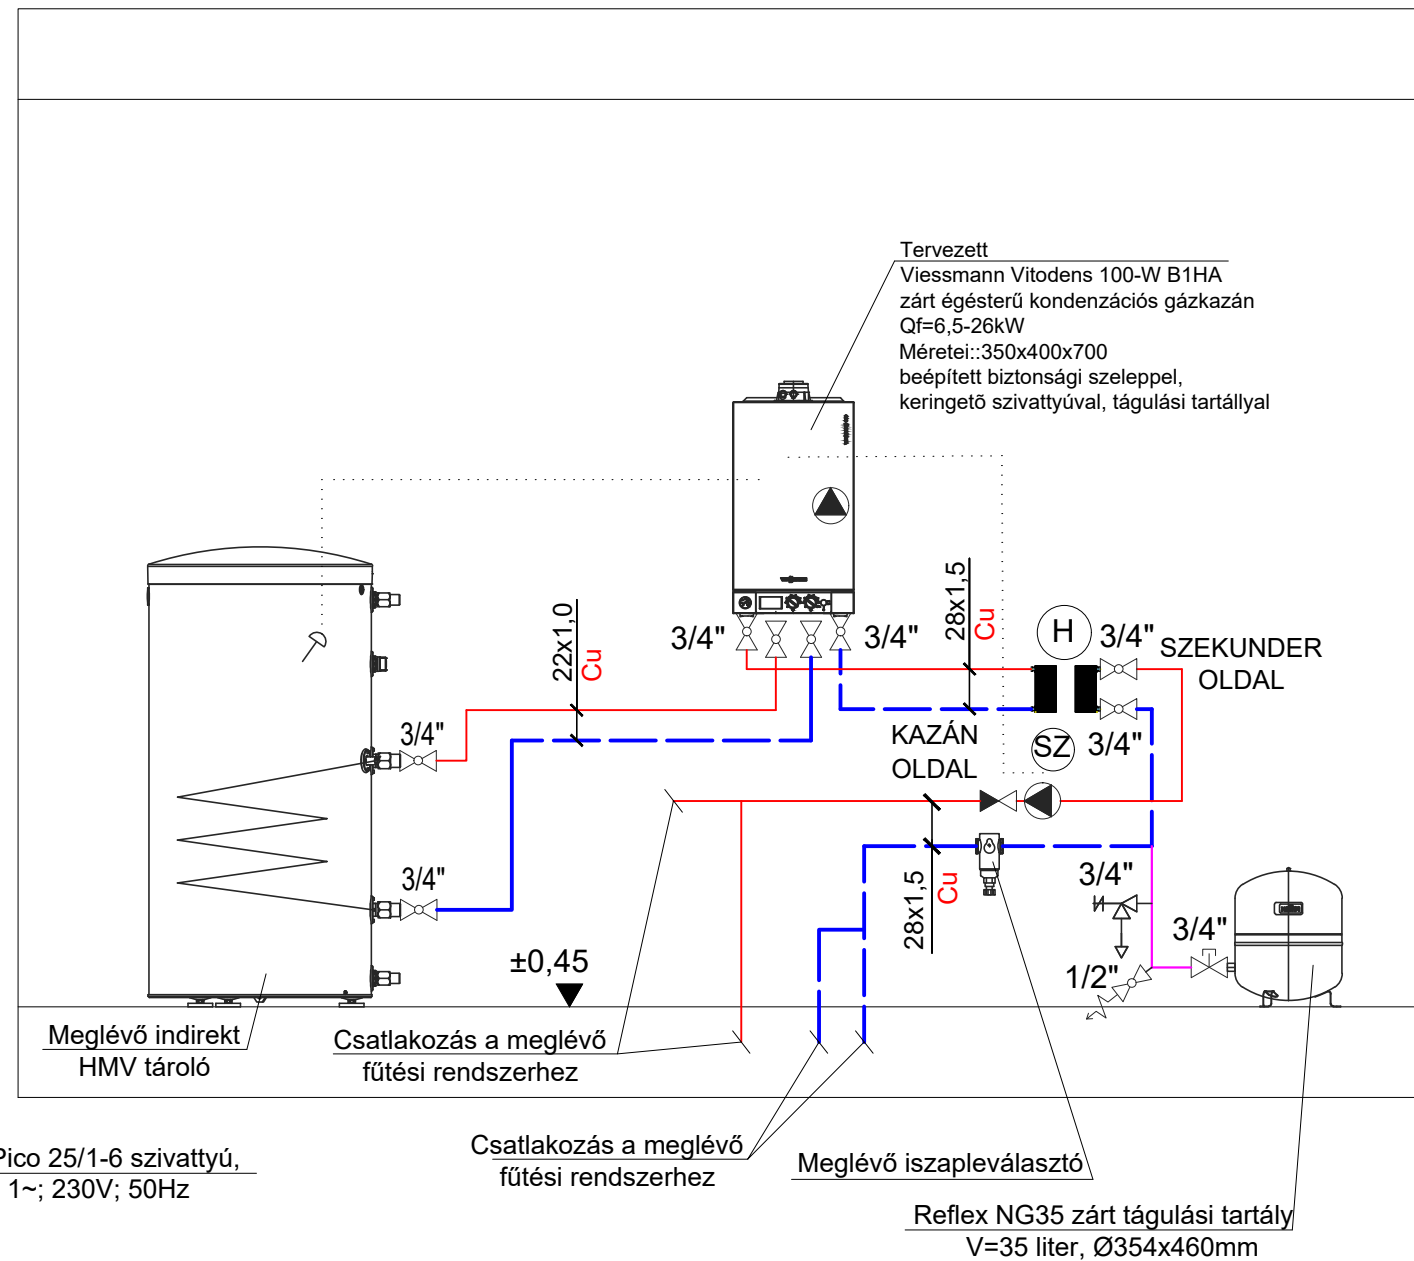 Tervezett
Viessmann Vitodens 100-W B1HA
zárt égésterű kondenzációs gázkazán
Qf=6,5-26kW
Méretei::350x400x700
beépített biztonsági szeleppel,
keringetõ szivattyúval, tágulási tartállyal
22x1,0
Cu
3/4"
3/4"
28x1,5
Cu
H
3/4"
SZEKUNDER
OLDAL
3/4"
KAZÁN
OLDAL
SZ
3/4"
3/4"
28x1,5
Cu
3/4"
3/4"
1/2"
±0,45
Meglévő indirekt
HMV tároló
Csatlakozás a meglévő
fűtési rendszerhez
Csatlakozás a meglévő
fűtési rendszerhez
Meglévő iszapleválasztó
Pico 25/1-6 szivattyú,
1~; 230V; 50Hz
Reflex NG35 zárt tágulási tartály
V=35 liter, Ø354x460mm